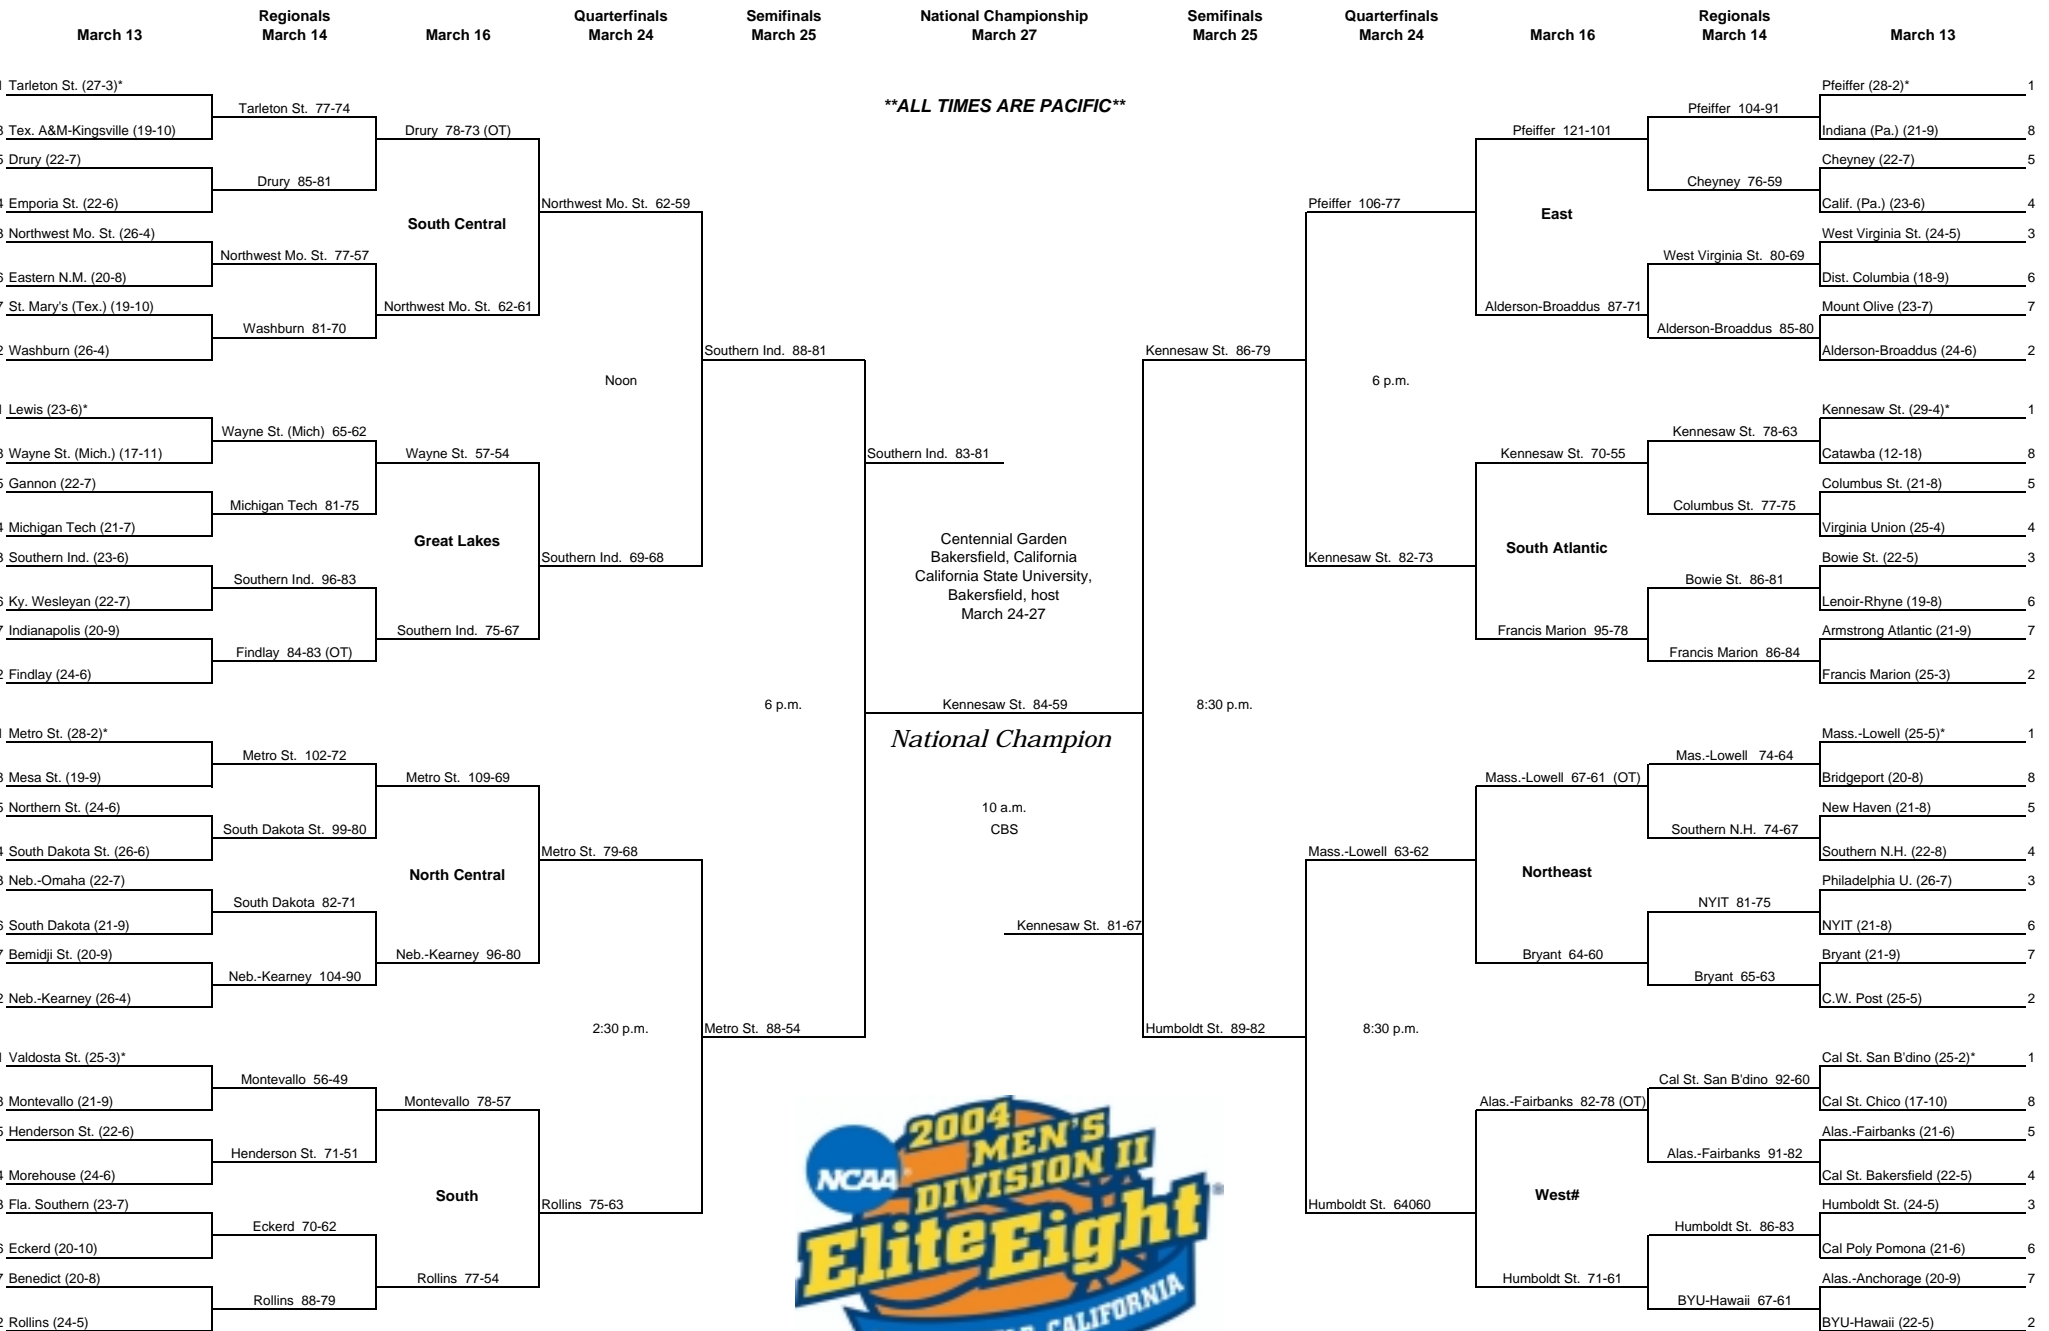 Regionals
Quarterfinals
Semifinals
National Championship
Semifinals
Quarterfinals
Regionals
March 13
March 14
March 16
March 24
March 25
March 27
March 25
March 24
March 16
March 14
March 13
**ALL TIMES ARE PACIFIC**
Tarleton St. (27-3)*
Tex. A&M-Kingsville (19-10)
Drury (22-7)
Emporia St. (22-6)
Northwest Mo. St. (26-4)
Eastern N.M. (20-8)
St. Mary's (Tex.) (19-10)
2 Washburn (26-4)
Tarleton St. 77-74
Drury 85-81
Northwest Mo. St. 77-57
Washburn 81-70
Drury 78-73 (OT)
South Central
Northwest Mo. St. 62-61
Northwest Mo. St. 62-59
Lewis (23-6)*
Wayne St. (Mich.) (17-11)
Gannon (22-7)
Michigan Tech (21-7)
Southern Ind. (23-6)
Ky. Wesleyan (22-7)
Indianapolis (20-9)
2 Findlay (24-6)
Wayne St. (Mich) 65-62
Michigan Tech 81-75
Southern Ind. 96-83
Findlay 84-83 (OT)
Wayne St. 57-54
Great Lakes
Southern Ind. 75-67
Southern Ind. 69-68
Noon
Southern Ind. 88-81
Metro St. (28-2)*
Mesa St. (19-9)
Northern St. (24-6)
South Dakota St. (26-6)
Neb.-Omaha (22-7)
South Dakota (21-9)
Bemidji St. (20-9)
2 Neb.-Kearney (26-4)
Metro St. 102-72
South Dakota St. 99-80
South Dakota 82-71
Neb.-Kearney 104-90
Metro St. 109-69
North Central
Neb.-Kearney 96-80
Metro St. 79-68
Valdosta St. (25-3)*
Montevallo (21-9)
Henderson St. (22-6)
Morehouse (24-6)
Fla. Southern (23-7)
Eckerd (20-10)
Benedict (20-8)
2 Rollins (24-5)
Montevallo 56-49
Henderson St. 71-51
Eckerd 70-62
Rollins 88-79
Montevallo 78-57
South
Rollins 77-54
Rollins 75-63
2:30 p.m.
Metro St. 88-54
6 p.m.
Southern Ind. 83-81
Centennial Garden
Bakersfield, California
California State University,
Bakersfield, host
March 24-27
Kennesaw St. 84-59
National Champion
10 a.m.
CBS
Kennesaw St. 81-67
8:30 p.m.
Kennesaw St. 86-79
6 p.m.
Pfeiffer 106-77
Pfeiffer 121-101
East
Alderson-Broaddus 87-71
Pfeiffer 104-91
Cheyney 76-59
West Virginia St. 80-69
Alderson-Broaddus 85-80
Pfeiffer (28-2)* 1
Indiana (Pa.) (21-9) 8
Cheyney (22-7) 5
Calif. (Pa.) (23-6) 4
West Virginia St. (24-5) 3
Dist. Columbia (18-9) 6
Mount Olive (23-7) 7
Alderson-Broaddus (24-6) 2
Kennesaw St. 82-73
Kennesaw St. 70-55
South Atlantic
Francis Marion 95-78
Kennesaw St. 78-63
Columbus St. 77-75
Bowie St. 86-81
Francis Marion 86-84
Kennesaw St. (29-4)* 1
Catawba (12-18) 8
Columbus St. (21-8) 5
Virginia Union (25-4) 4
Bowie St. (22-5) 3
Lenoir-Rhyne (19-8) 6
Armstrong Atlantic (21-9) 7
Francis Marion (25-3) 2
Humboldt St. 89-82
8:30 p.m.
Mass.-Lowell 63-62
Mass.-Lowell 67-61 (OT)
Northeast
Bryant 64-60
Mas.-Lowell 74-64
Southern N.H. 74-67
NYIT 81-75
Bryant 65-63
Mass.-Lowell (25-5)* 1
Bridgeport (20-8) 8
New Haven (21-8) 5
Southern N.H. (22-8) 4
Philadelphia U. (26-7) 3
NYIT (21-8) 6
Bryant (21-9) 7
C.W. Post (25-5) 2
Humboldt St. 64060
Alas.-Fairbanks 82-78 (OT)
West#
Humboldt St. 71-61
Cal St. San B'dino 92-60
Alas.-Fairbanks 91-82
Humboldt St. 86-83
BYU-Hawaii 67-61
Cal St. San B'dino (25-2)* 1
Cal St. Chico (17-10) 8
Alas.-Fairbanks (21-6) 5
Cal St. Bakersfield (22-5) 4
Humboldt St. (24-5) 3
Cal Poly Pomona (21-6) 6
Alas.-Anchorage (20-9) 7
BYU-Hawaii (22-5) 2
NCAA
2004
MEN'S
DIVISION II
Elite Eight
CALIFORNIA